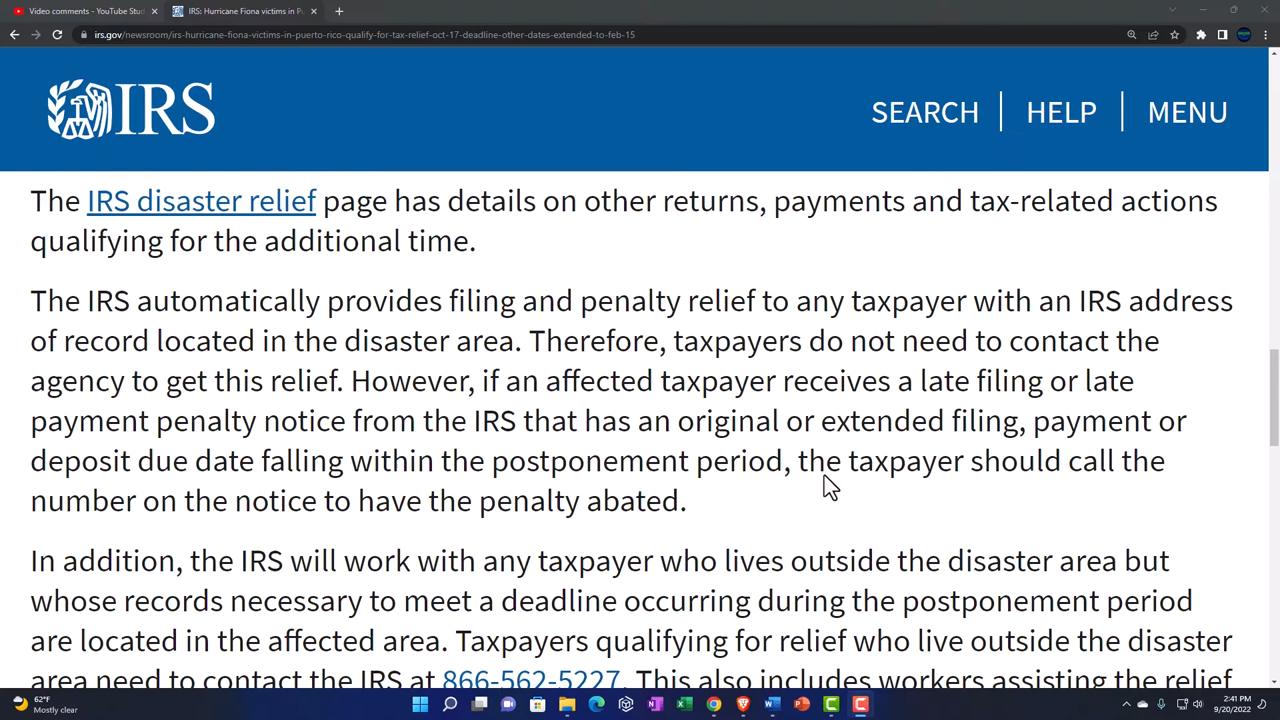 Video comments - YouTube Stud
IRS: Hurricane Fiona victims in P
irs.gov/newsroom/irs-hurricane-fiona-victims-in-puerto-rico-qualify-for-tax-relief-oct-17-deadline-other-dates-extended-to-feb-15
IRS
SEARCH
HELP
MENU
The IRS disaster relief page has details on other returns, payments and tax-related actions
qualifying for the additional time.
The IRS automatically provides filing and penalty relief to any taxpayer with an IRS address
of record located in the disaster area. Therefore, taxpayers do not need to contact the
agency to get this relief. However, if an affected taxpayer receives a late filing or late
payment penalty notice from the IRS that has an original or extended filing, payment or
deposit due date falling within the postponement period, the taxpayer should call the
number on the notice to have the penalty abated.
In addition, the IRS will work with any taxpayer who lives outside the disaster area but
whose records necessary to meet a deadline occurring during the postponement period
are located in the affected area. Taxpayers qualifying for relief who live outside the disaster
area need to contact the IRS at 866-562-5227. This also includes workers assisting the relief
62°F
Mostly clear
2:41 PM
9/20/2022